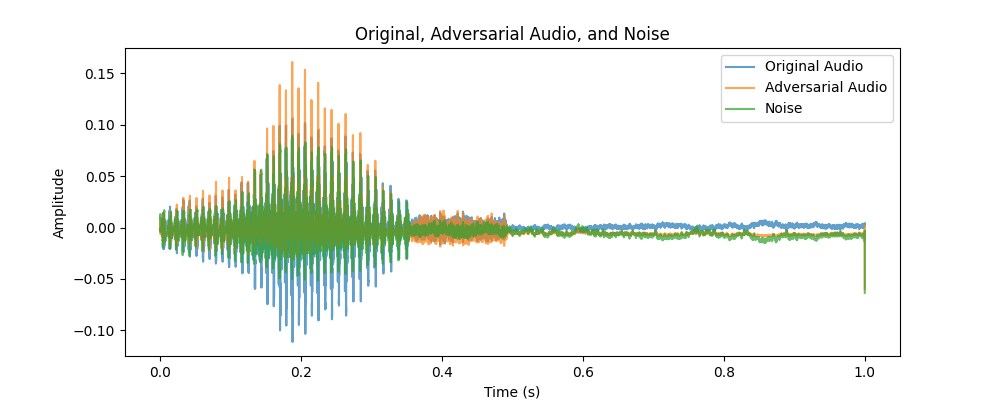 Original, Adversarial Audio, and Noise
Original Audio
Adversarial Audio
Noise
Amplitude
0.15
0.10
0.05
0.00
−0.05
−0.10
0.0 0.2 0.4 0.6 0.8 1.0
Time (s)